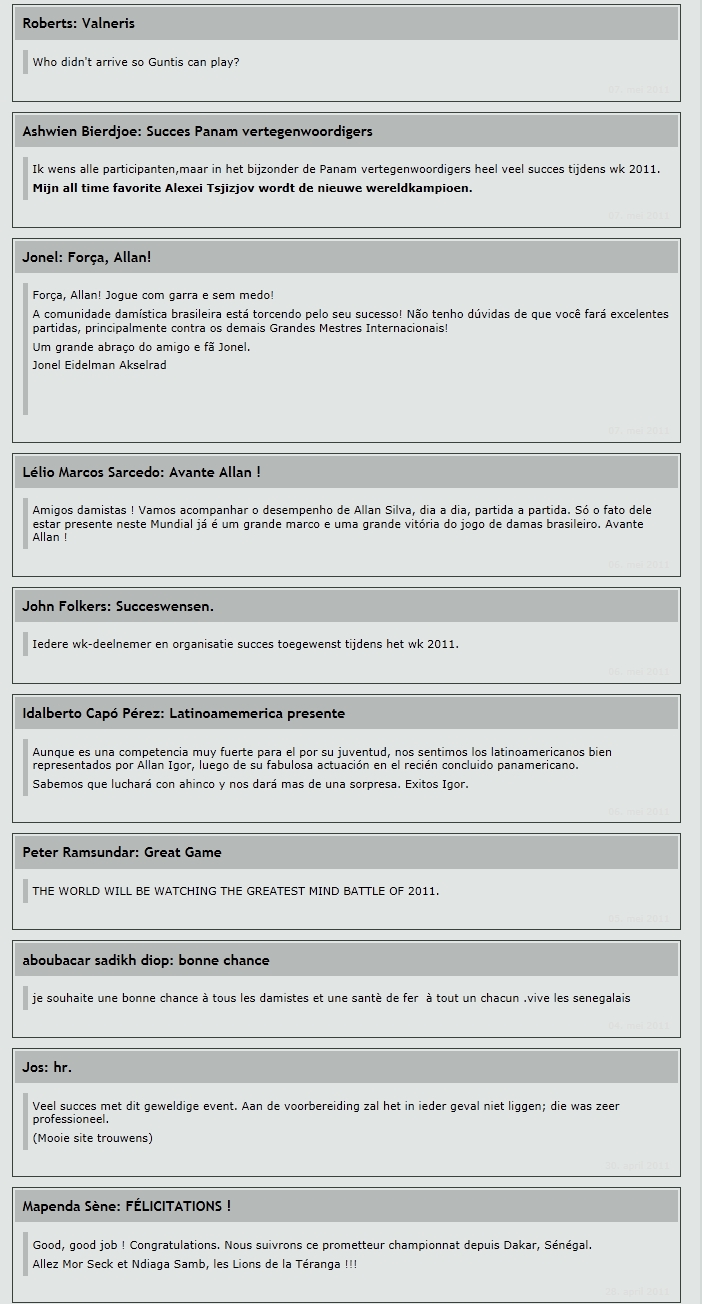 Roberts: Valneris
Who didn't arrive so Guntis can play?
Ashwien Bierdjoe: Succes Panam vertegenwoordigers
Ik wens alle participanten,maar in het bijzonder de Panam vertegenwoordigers heel veel succes tijdens wk 2011.
Mijn all time favorite Alexei Tsjizjov wordt de nieuwe wereldkampioen.
Jonel: Força, Allan!
Força, Allan! Jogue com garra e sem medo!
A comunidade damística brasileira está torcendo pelo seu sucesso! Não tenho dúvidas de que você fará excelentes
partidas, principalmente contra os demais Grandes Mestres Internacionais!
Um grande abraço do amigo e fã Jonel.
Jonel Eidelman Akselrad
Lélio Marcos Sarcedo: Avante Allan !
Amigos damistas ! Vamos acompanhar o desempenho de Allan Silva, dia a dia, partida a partida. Só o fato dele
estar presente neste Mundial já é um grande marco e uma grande vitória do jogo de damas brasileiro. Avante
Allan !
John Folkers: Succeswensen.
Iedere wk-deelnemer en organisatie succes toegewenst tijdens het wk 2011.
Idalberto Capó Pérez: Latinoamemerica presente
Aunque es una competencia muy fuerte para el por su juventud, nos sentimos los latinoamericanos bien
representados por Allan Igor, luego de su fabulosa actuación en el recién concluido panamericano.
Sabemos que luchará con ahinco y nos dará mas de una sorpresa. Exitos Igor.
Peter Ramsundar: Great Game
THE WORLD WILL BE WATCHING THE GREATEST MIND BATTLE OF 2011.
aboubacar sadikh diop: bonne chance
je souhaite une bonne chance à tous les damistes et une santè de fer  à tout un chacun .vive les senegalais
Jos: hr.
Veel succes met dit geweldige event. Aan de voorbereiding zal het in ieder geval niet liggen; die was zeer
professioneel.
(Mooie site trouwens)
Mapenda Sène: FÉLICITATIONS !
Good, good job ! Congratulations. Nous suivrons ce prometteur championnat depuis Dakar, Sénégal.
Allez Mor Seck et Ndiaga Samb, les Lions de la Téranga !!!